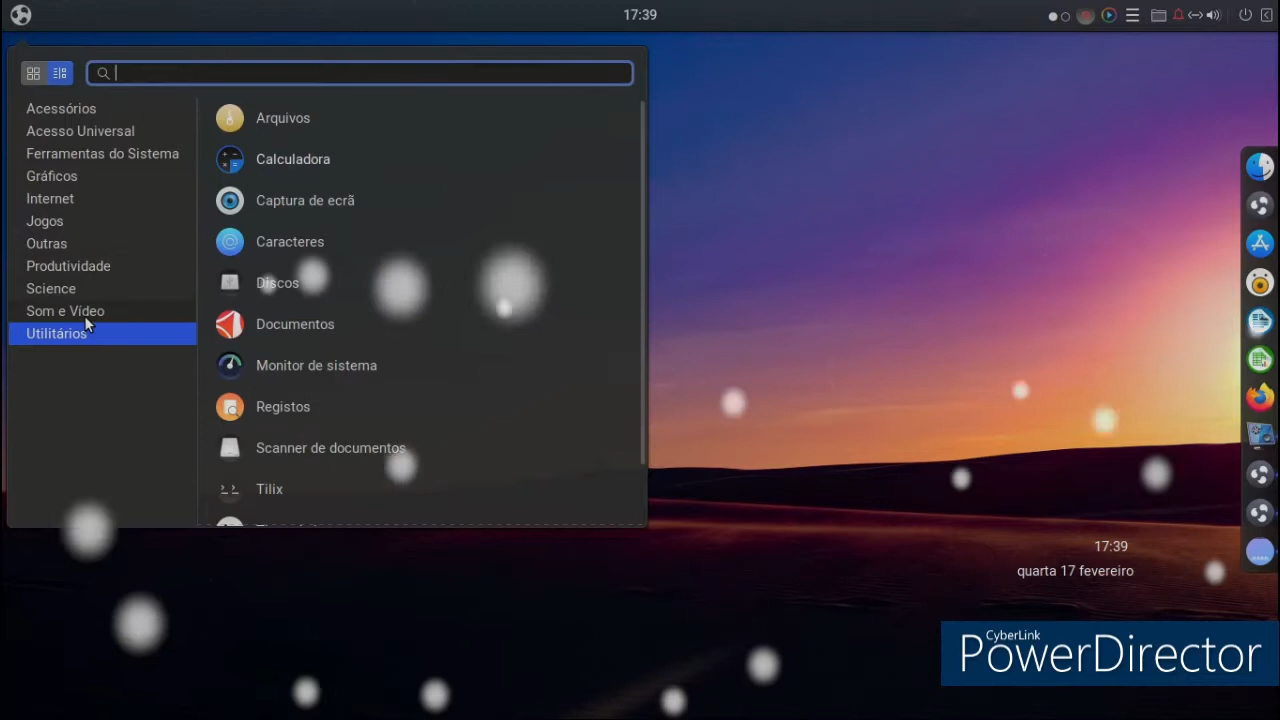 17:39
Acessórios
Acesso Universal
Ferramentas do Sistema
Gráficos
Internet
Jogos
Outras
Produtividade
Science
Som e Vídeo
Utilitários
Arquivos
Calculadora
Captura de ecrã
Caracteres
Discos
Documentos
Monitor de sistema
Registos
Scanner de documentos
Tilix
17:39
quarta 17 fevereiro
CyberLink
PowerDirector